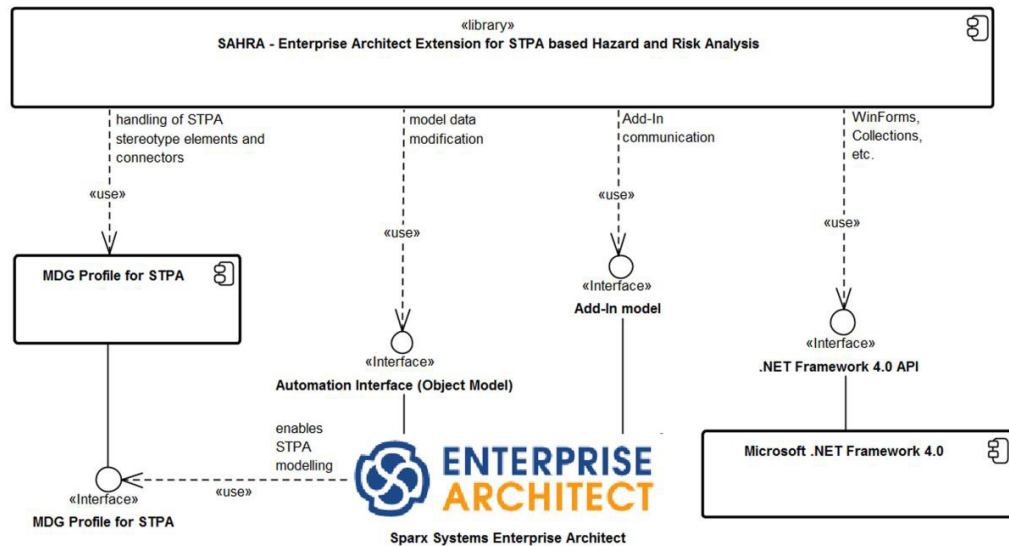 «library»
SAHRA - Enterprise Architect Extension for STPA based Hazard and Risk Analysis
handling of STPA
stereotype elements and
connectors
«use»
model data
modification
«use»
Add-In
communication
«use»
WinForms,
Collections,
etc.
«use»
MDG Profile for STPA
«Interface»
Add-In model
«Interface»
Automation Interface (Object Model)
«Interface»
.NET Framework 4.0 API
enables
STPA
modelling
«use»
«Interface»
MDG Profile for STPA
ENTERPRISE
ARCHITECT
Sparx Systems Enterprise Architect
Microsoft .NET Framework 4.0